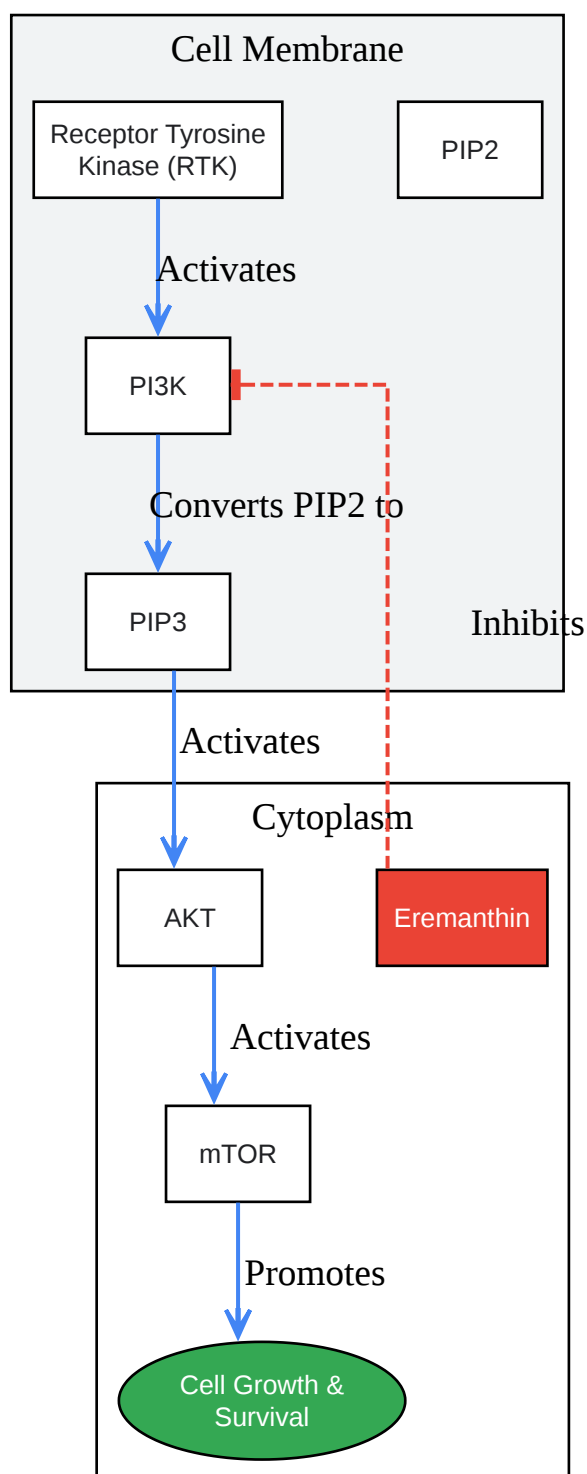 Cell Membrane
Receptor Tyrosine
Kinase (RTK)
PIP2
Activates
PI3K
Converts PIP2 to
PIP3
Inhibits
Activates
Cytoplasm
AKT
Eremanthin
Activates
mTOR
Promotes
Cell Growth &
Survival